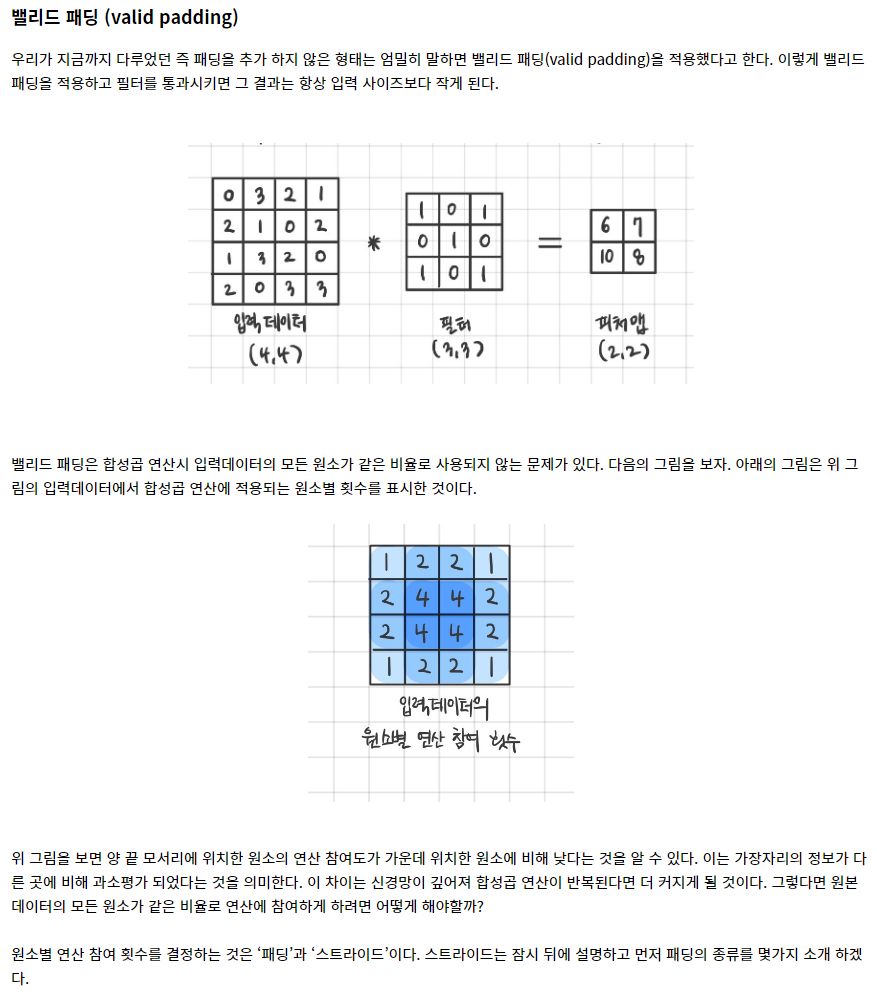 밸리드 패딩 (valid padding)
우리가 지금까지 다루었던 즉 패딩을 추가 하지 않은 형태는 엄밀히 말하면 밸리드 패딩(valid padding)을 적용했다고 한다. 이렇게 밸리드
패딩을 적용하고 필터를 통과시키면 그 결과는 항상 입력 사이즈보다 작게 된다.
0 3 2 1
2 1 0 2
1 3 2 0
2 0 3 3
입력데이터
(4,4)
*
1 0 1
0 1 0
1 0 1
필터
(3,3)
=
6 7
10 8
피처맵
(2,2)
밸리드 패딩은 합성곱 연산시 입력데이터의 모든 원소가 같은 비율로 사용되지 않는 문제가 있다. 다음의 그림을 보자. 아래의 그림은 위 그
림의 입력데이터에서 합성곱 연산에 적용되는 원소별 횟수를 표시한 것이다.
1 2 2 1
2 4 4 2
2 4 4 2
1 2 2 1
입력데이터의
원소별 연산 참여 횟수
위 그림을 보면 양 끝 모서리에 위치한 원소의 연산 참여도가 가운데 위치한 원소에 비해 낮다는 것을 알 수 있다. 이는 가장자리의 정보가 다
른 곳에 비해 과소평가 되었다는 것을 의미한다. 이 차이는 신경망이 깊어져 합성곱 연산이 반복된다면 더 커지게 될 것이다. 그렇다면 원본
데이터의 모든 원소가 같은 비율로 연산에 참여하게 하려면 어떻게 해야할까?
원소별 연산 참여 횟수를 결정하는 것은 ‘패딩’과 ‘스트라이드’이다. 스트라이드는 잠시 뒤에 설명하고 먼저 패딩의 종류를 몇가지 소개 하겠
다.